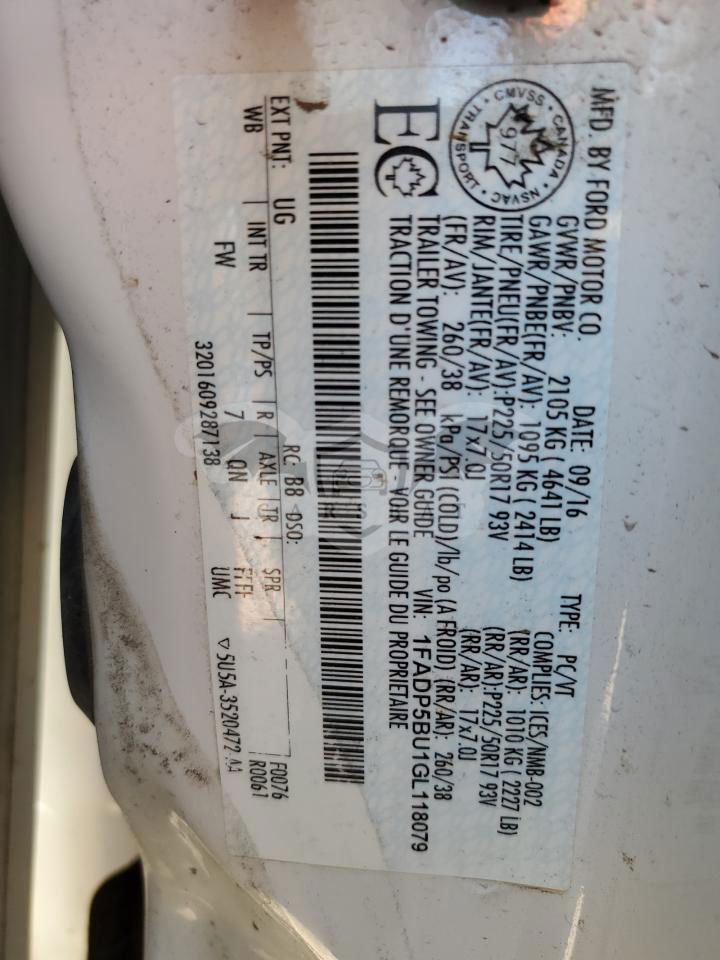 MFD. BY FORD MOTOR CO.
DATE: 09/16 TYPE: PC/VT
GVWR/PNBV: 2105 KG ( 4641 LB) COMPLIES: ICES/NMB-002
GAWR/PNBE(FR/AV): 1095 KG ( 2414 LB) (RR/AR): 1010 KG ( 2227 LB)
TIRE/PNEU(FR/AV):P225/50R17 93V (RR/AR):P225/50R17 93V
RIM/JANTE(FR/AV): 17x7.0J (RR/AR): 17x7.0J
(FR/AV): 260/38 kPa/PSI (COLD)/lb/po (A FROID) (RR/AR): 260/38
TRAILER TOWING - SEE OWNER GUIDE VIN: 1FADP5BU1GL118079
TRACTION D'UNE REMORQUE - VOIR LE GUIDE DU PROPRIETAIRE
CMVSS · CANADA · NSVAC · TRANSPORT ·
977
EC
EXT PNT: UG RC: B8 DSO:
WB INT TR TP/PS R AXLE TR SPR F0076
FW 7 QN J UMC R0061
3201609287138 5U5A-3520472-AA